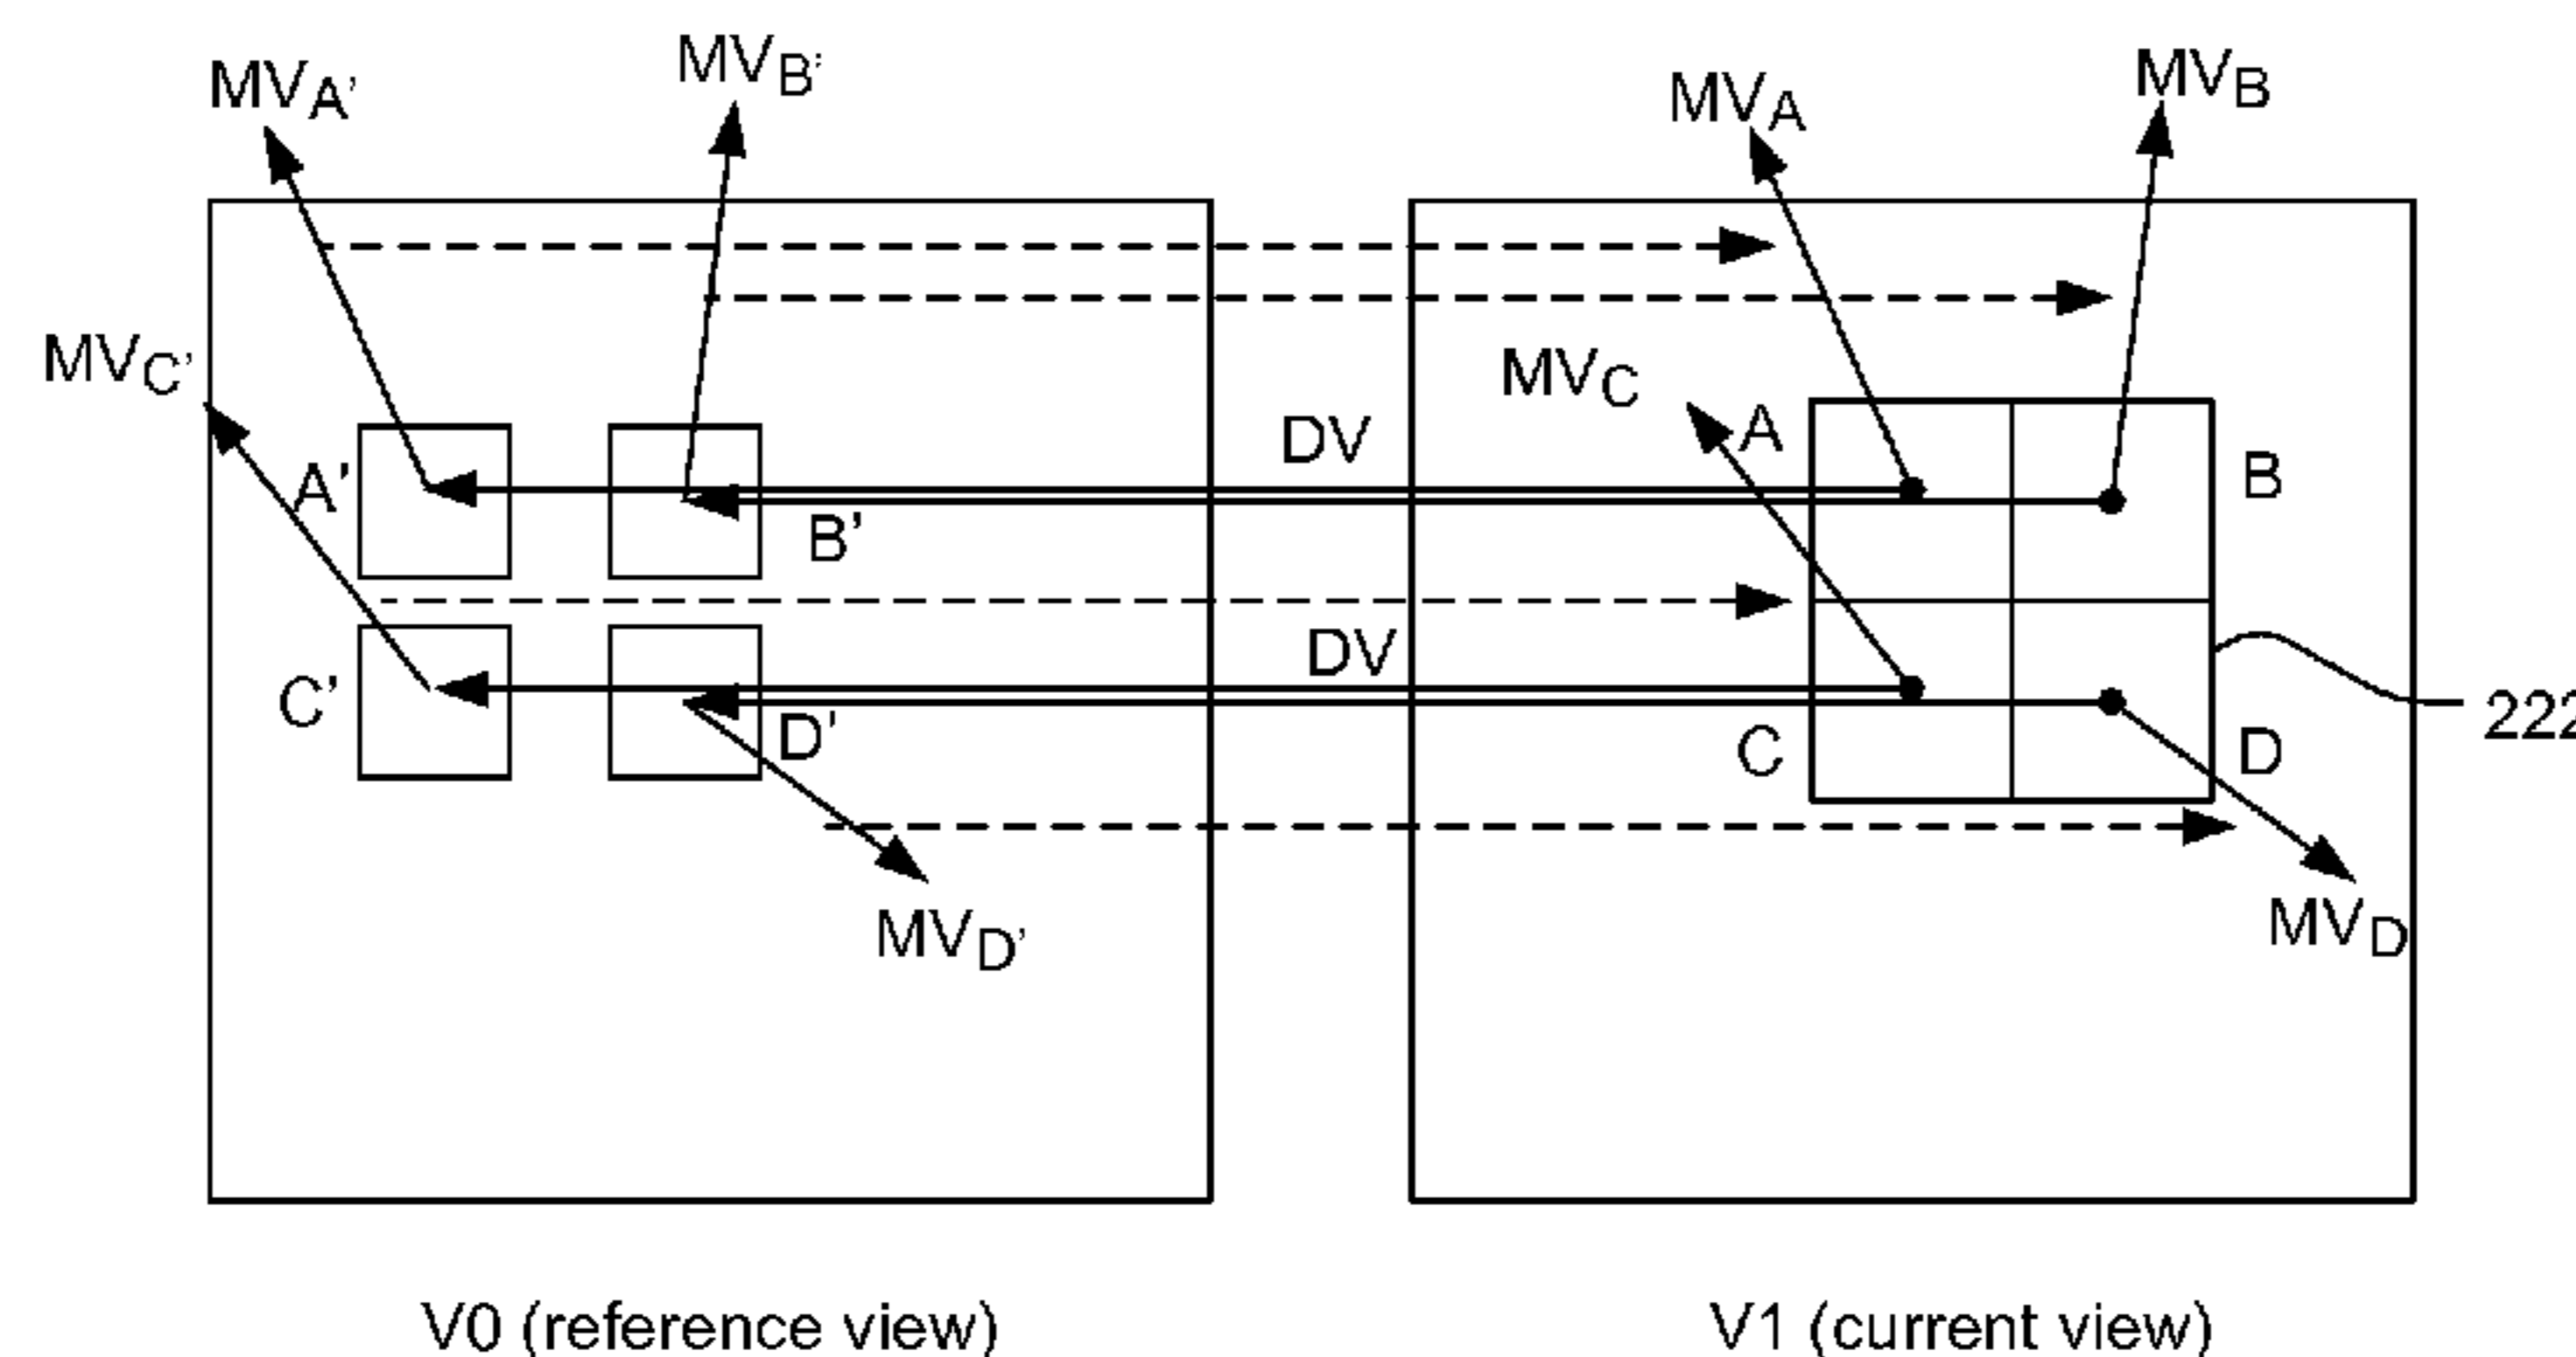 MVA'
MVB'
MVA
MVB
MVC'
MVC
DV
A
B
A'
B'
DV
C'
D'
C
D
222
MVD'
MVD
V0 (reference view)
V1 (current view)